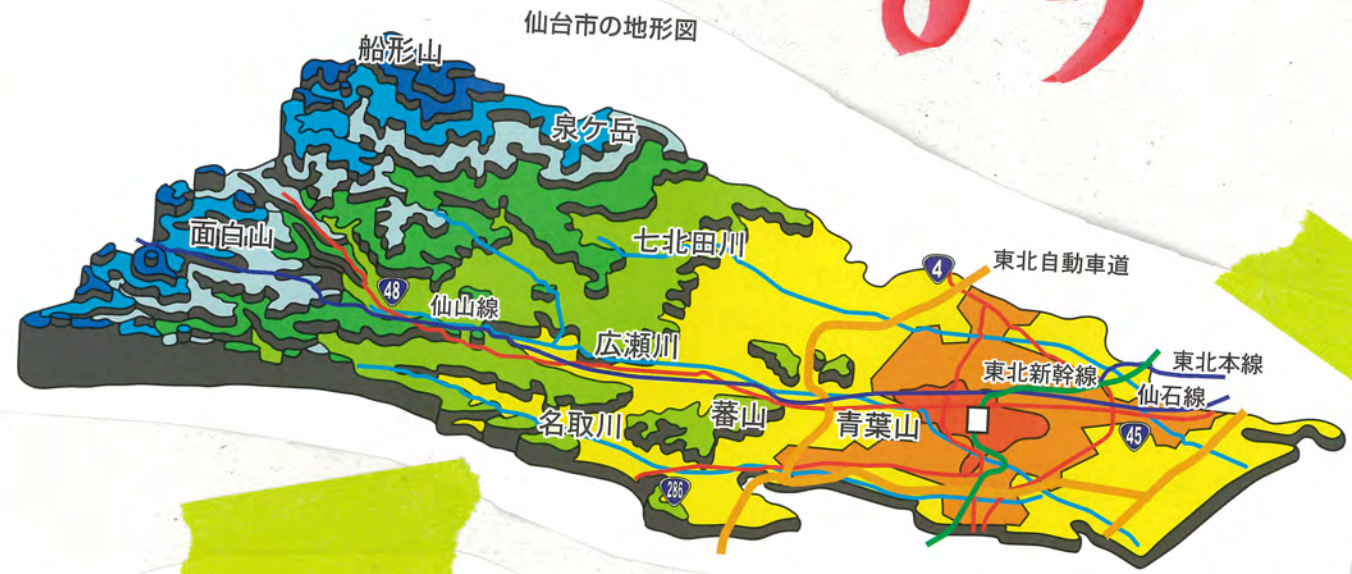 仙台市の地形図
船形山
泉ケ岳
面白山
七北田川
4
東北自動車道
48
仙山線
広瀬川
東北新幹線
東北本線
仙石線
名取川
蕃山
青葉山
45
286